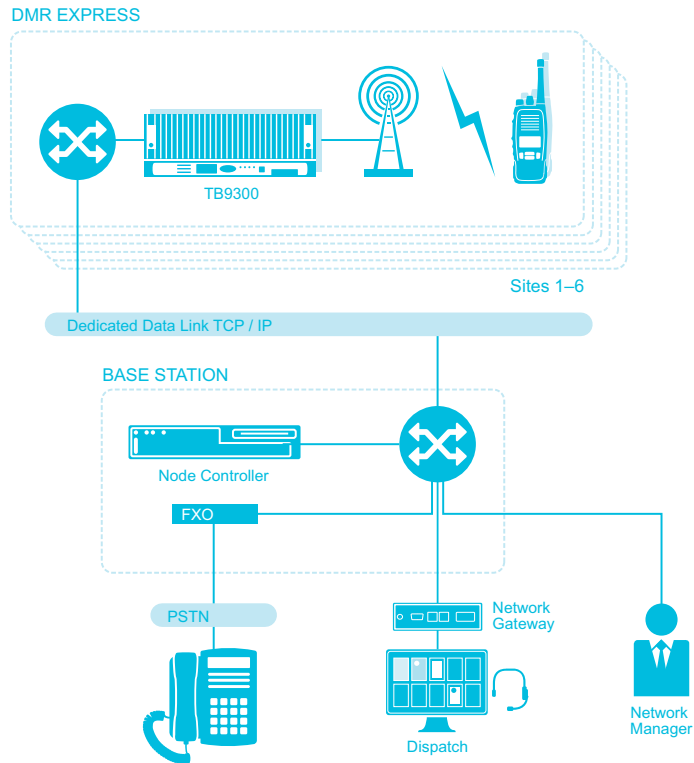 DMR EXPRESS
TB9300
Sites 1–6
Dedicated Data Link TCP / IP
BASE STATION
Node Controller
FXO
PSTN
Network
Gateway
Dispatch
Network
Manager